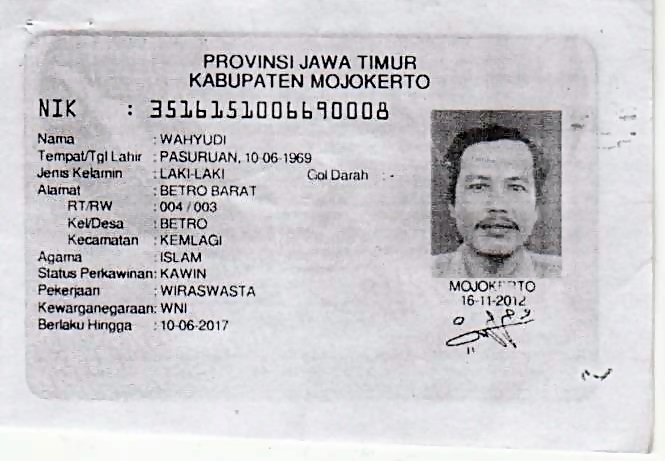 PROVINSI JAWA TIMUR
KABUPATEN MOJOKERTO
NIK : 3516151006690008
Nama : WAHYUDI
Tempat/Tgl Lahir : PASURUAN, 10-06-1969
Jenis Kelamin : LAKI-LAKI Gol Darah : -
Alamat : BETRO BARAT
RT/RW : 004 / 003
Kel/Desa : BETRO
Kecamatan : KEMLAGI
Agama : ISLAM
Status Perkawinan: KAWIN
Pekerjaan : WIRASWASTA
Kewarganegaraan: WNI
Berlaku Hingga : 10-06-2017
MOJOKERTO
16-11-2012